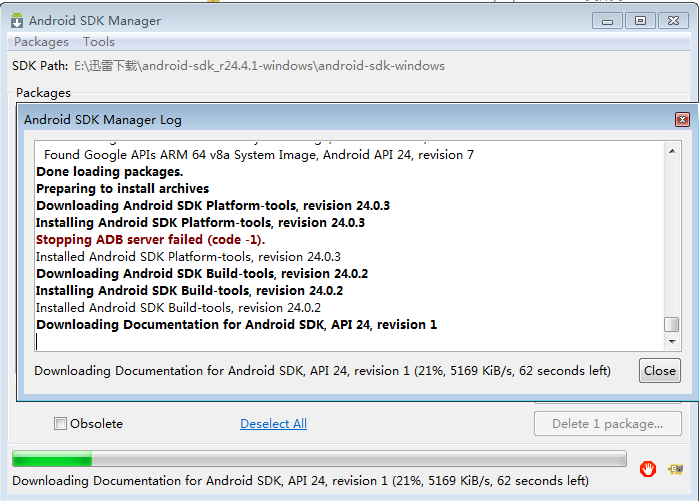 Android SDK Manager
Packages Tools
SDK Path: E:\迅雷下载\android-sdk_r24.4.1-windows\android-sdk-windows
Packages
Android SDK Manager Log
Found Google APIs ARM 64 v8a System Image, Android API 24, revision 7
Done loading packages.
Preparing to install archives
Downloading Android SDK Platform-tools, revision 24.0.3
Installing Android SDK Platform-tools, revision 24.0.3
Stopping ADB server failed (code -1).
Installed Android SDK Platform-tools, revision 24.0.3
Downloading Android SDK Build-tools, revision 24.0.2
Installing Android SDK Build-tools, revision 24.0.2
Installed Android SDK Build-tools, revision 24.0.2
Downloading Documentation for Android SDK, API 24, revision 1
Downloading Documentation for Android SDK, API 24, revision 1 (21%, 5169 KiB/s, 62 seconds left)
Close
Obsolete
Deselect All
Delete 1 package...
Downloading Documentation for Android SDK, API 24, revision 1 (21%, 5169 KiB/s, 62 seconds left)